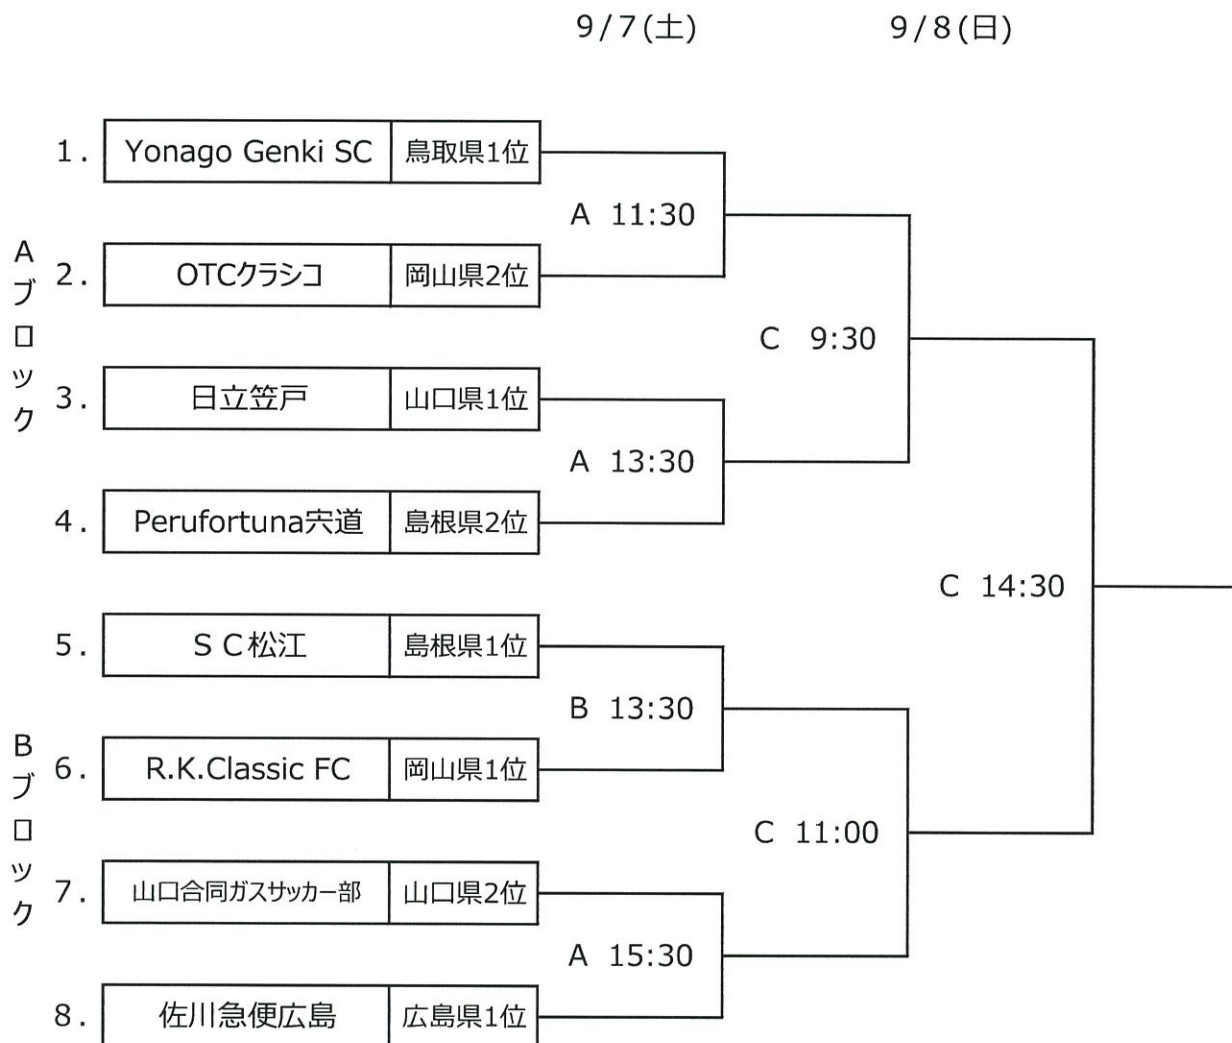 9/7(土) 9/8(日)
1. Yonago Genki SC 鳥取県1位
A 11:30
2. OTCクラシコ 岡山県2位
Aブロック
C 9:30
3. 日立笠戸 山口県1位
A 13:30
4. Perufortuna宍道 島根県2位
C 14:30
5. SC松江 島根県1位
B 13:30
6. R.K.Classic FC 岡山県1位
Bブロック
C 11:00
7. 山口合同ガスサッカー部 山口県2位
A 15:30
8. 佐川急便広島 広島県1位